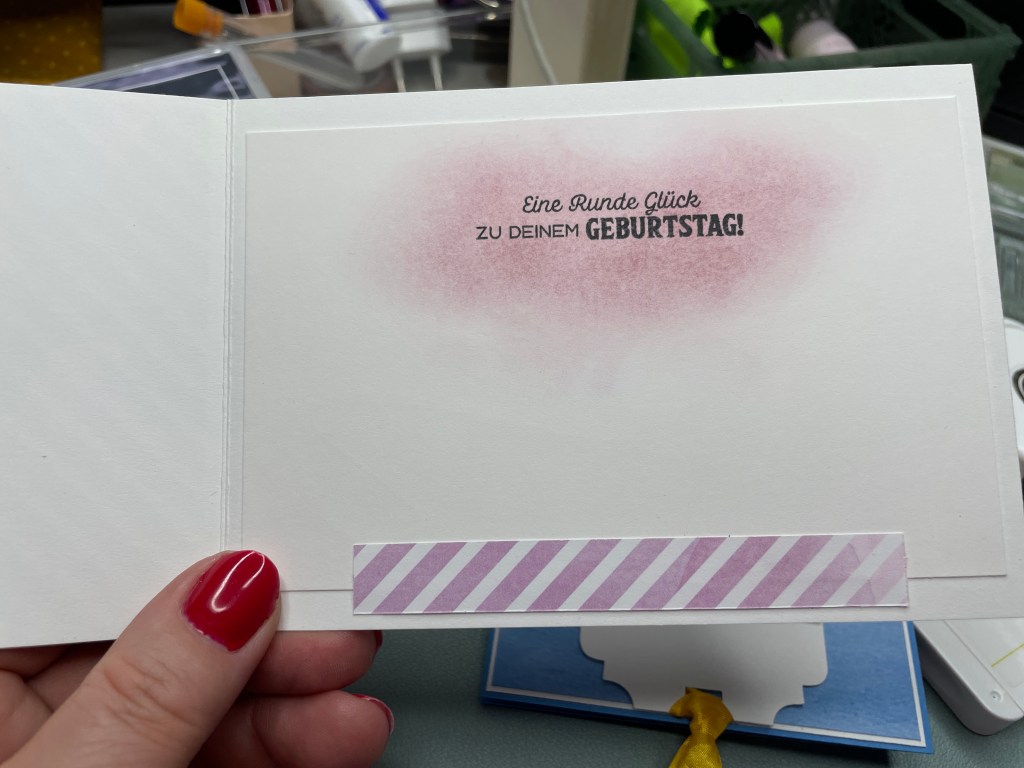 Eine Runde Glück
ZU DEINEM GEBURTSTAG!